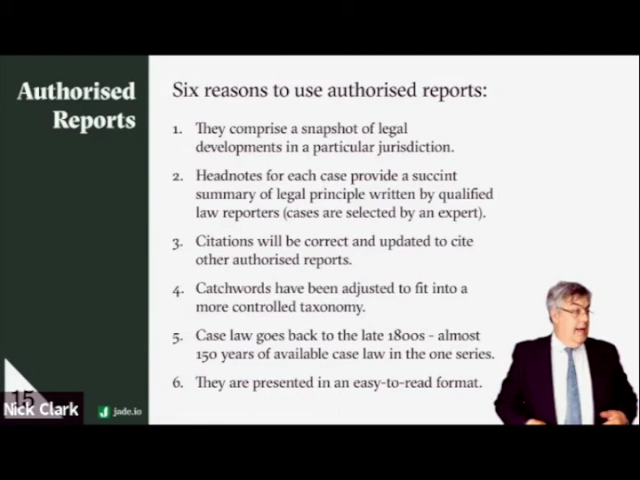 Authorised
Reports
Six reasons to use authorised reports:
1. They comprise a snapshot of legal
developments in a particular jurisdiction.
2. Headnotes for each case provide a succint
summary of legal principle written by qualified
law reporters (cases are selected by an expert).
3. Citations will be correct and updated to cite
other authorised reports.
4. Catchwords have been adjusted to fit into a
more controlled taxonomy.
5. Case law goes back to the late 1800s - almost
150 years of available case law in the one series.
6. They are presented in an easy-to-read format.
15
Nick Clark
jade.io